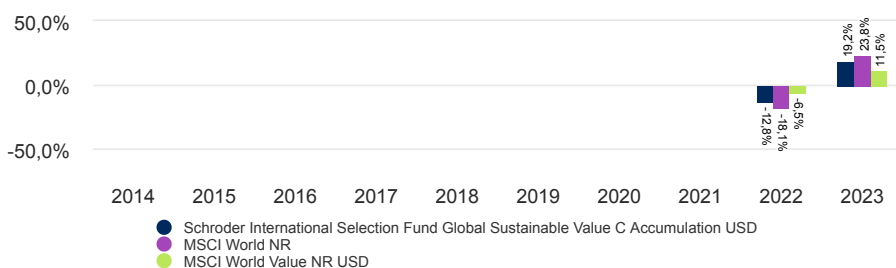 50,0%
0,0%
-50,0%
-12,8%
-18,1%
-6,5%
19,2%
23,8%
11,5%
2014 2015 2016 2017 2018 2019 2020 2021 2022 2023
Schroder International Selection Fund Global Sustainable Value C Accumulation USD
MSCI World NR
MSCI World Value NR USD